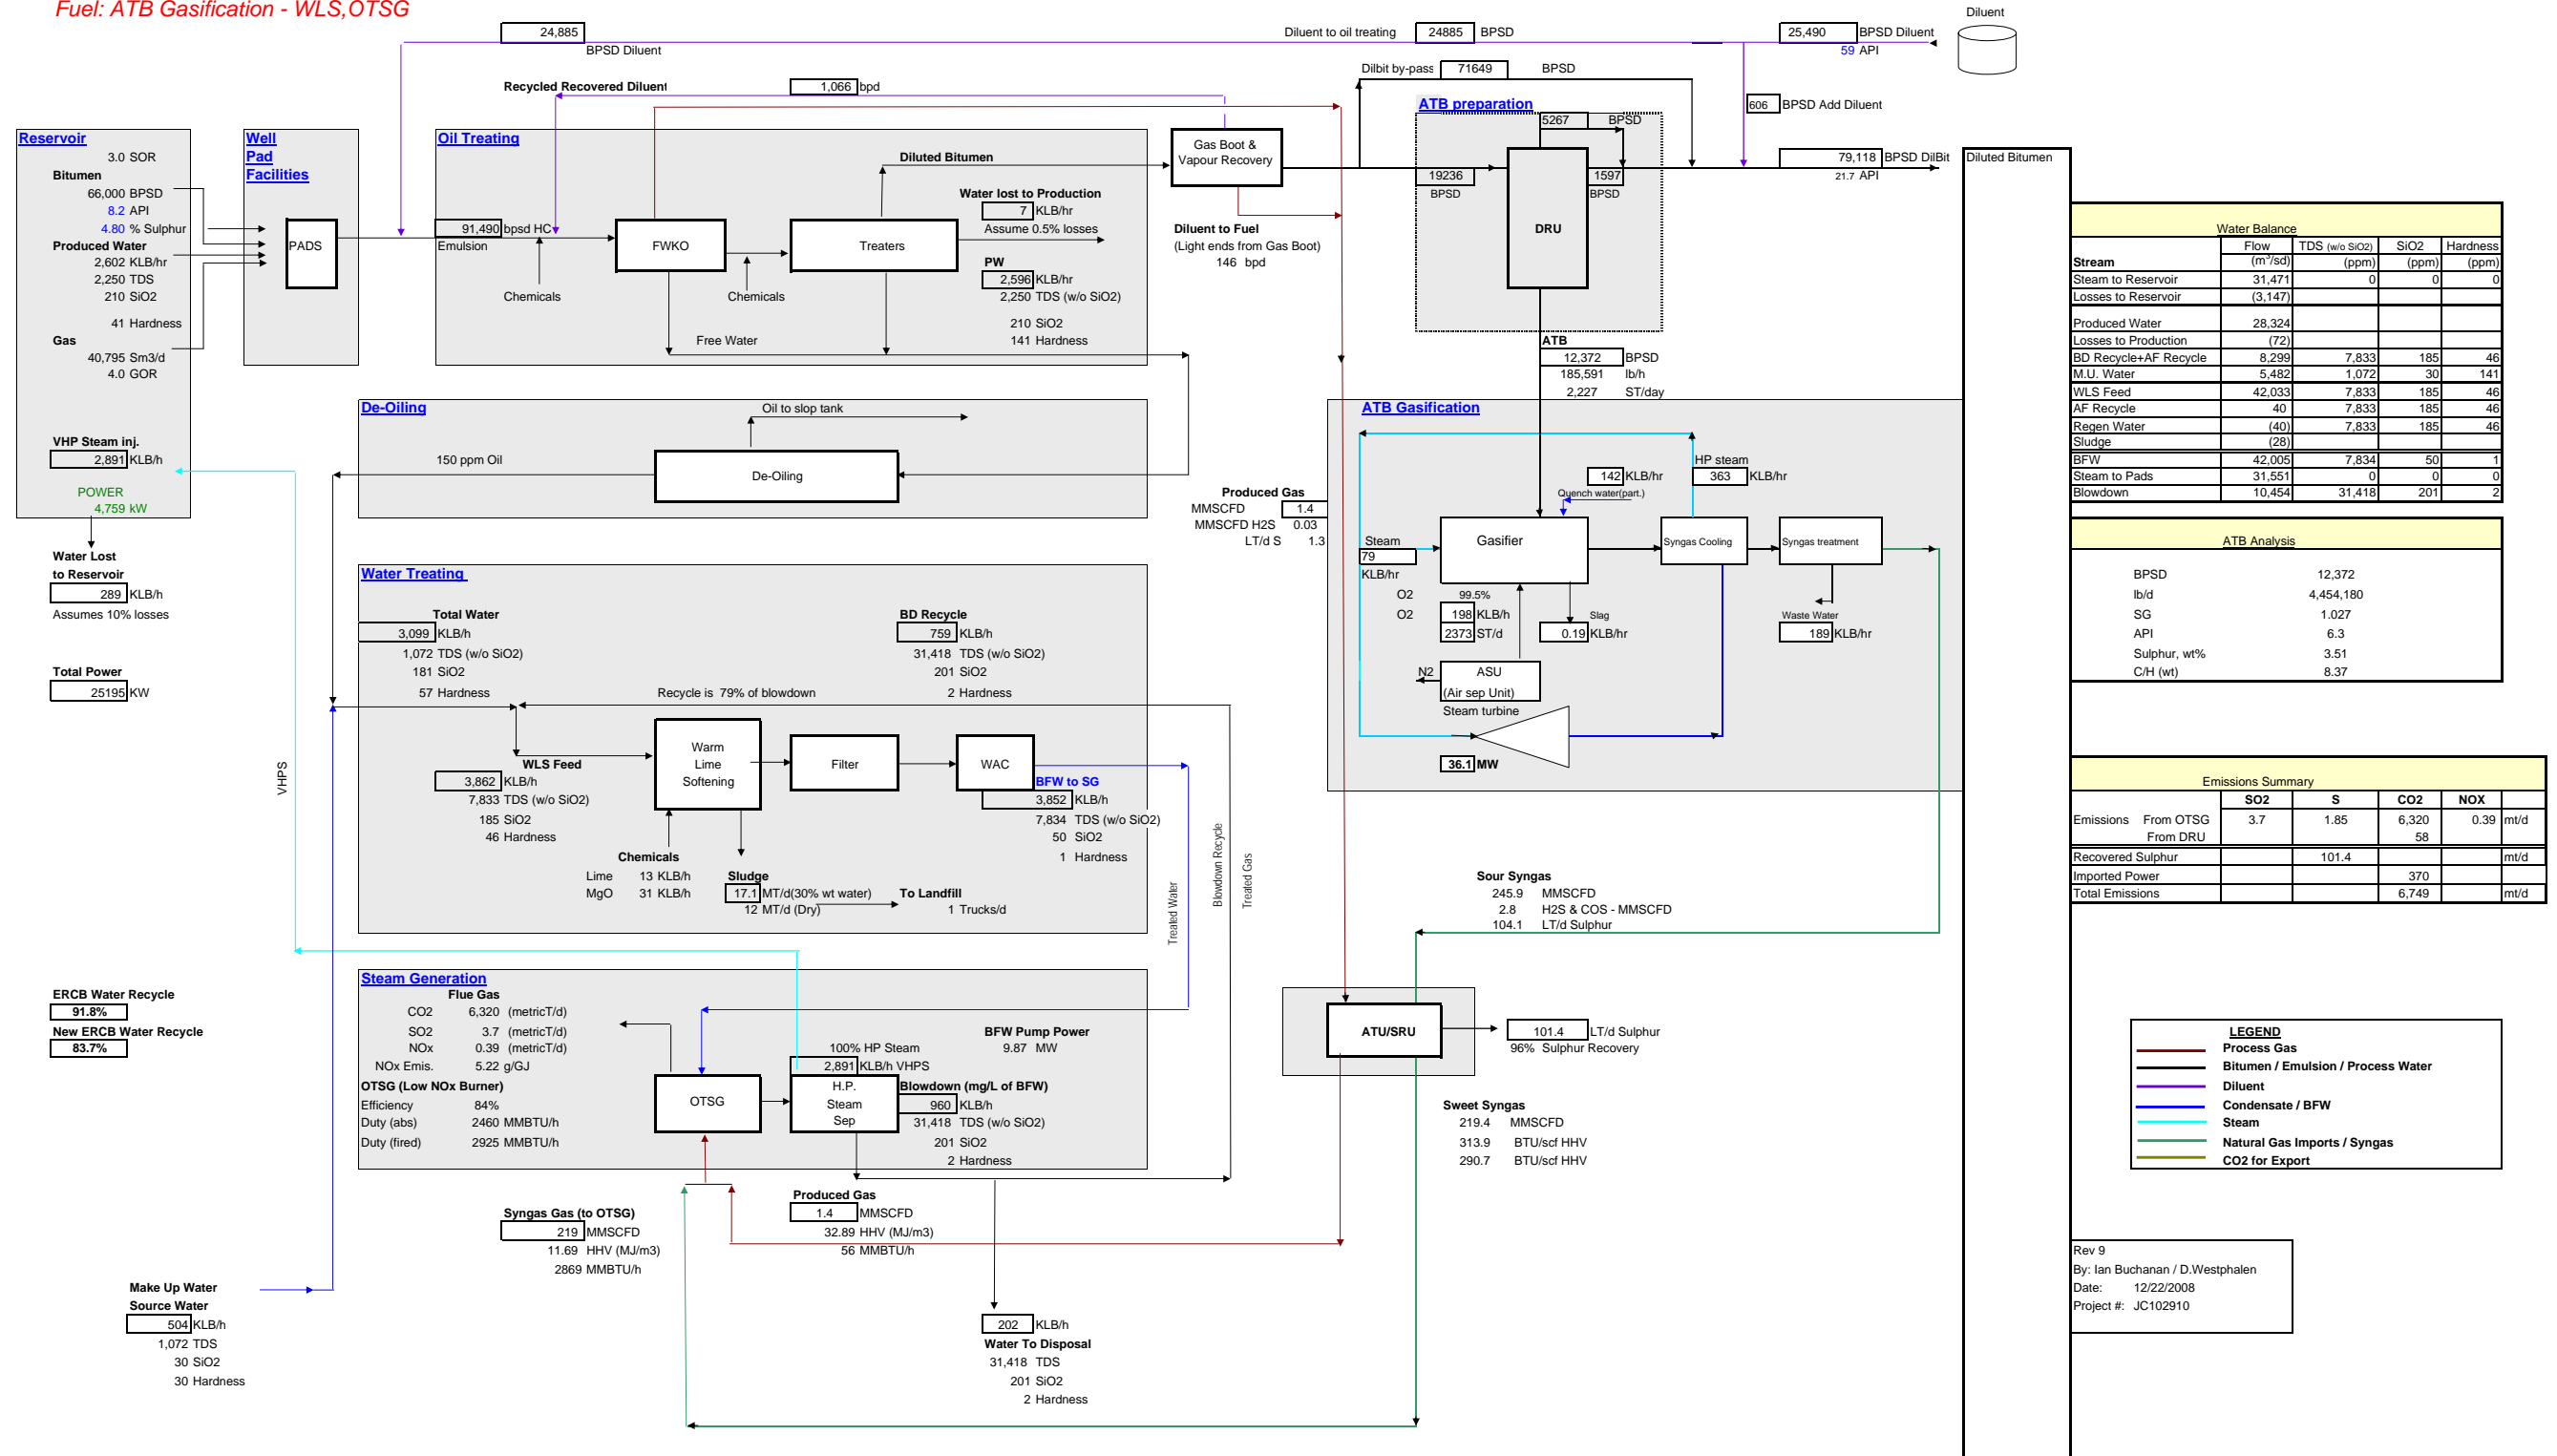 Fuel: ATB Gasification - WLS,OTSG
24,885
BPSD Diluent
Diluent to oil treating 24885 BPSD
25,490 BPSD Diluent
59 API
Diluent
Dilbit by-pass 71649 BPSD
Recycled Recovered Diluent 1,066 bpd
606 BPSD Add Diluent
Reservoir
3.0 SOR
Bitumen
66,000 BPSD
8.2 API
4.80 % Sulphur
Produced Water
2,602 KLB/hr
2,250 TDS
210 SiO2
41 Hardness
Gas
40,795 Sm3/d
4.0 GOR
VHP Steam inj.
2,891 KLB/h
POWER
4,759 kW
Water Lost
to Reservoir
289 KLB/h
Assumes 10% losses
Total Power
25195 KW
ERCB Water Recycle
91.8%
New ERCB Water Recycle
83.7%
Make Up Water
Source Water
504 KLB/h
1,072 TDS
30 SiO2
30 Hardness
VHPS
Well
Pad
Facilities
PADS
Oil Treating
91,490 bpsd HC
Emulsion
Chemicals
FWKO
Chemicals
Treaters
Diluted Bitumen
Free Water
Water lost to Production
7 KLB/hr
Assume 0.5% losses
PW
2,596 KLB/hr
2,250 TDS (w/o SiO2)
210 SiO2
141 Hardness
Gas Boot &
Vapour Recovery
Diluent to Fuel
(Light ends from Gas Boot)
146 bpd
De-Oiling
Oil to slop tank
150 ppm Oil
De-Oiling
Water Treating
Total Water
3,099 KLB/h
1,072 TDS (w/o SiO2)
181 SiO2
57 Hardness
BD Recycle
759 KLB/h
31,418 TDS (w/o SiO2)
201 SiO2
2 Hardness
Recycle is 79% of blowdown
WLS Feed
3,862 KLB/h
7,833 TDS (w/o SiO2)
185 SiO2
46 Hardness
Warm
Lime
Softening
Filter
WAC
BFW to SG
3,852 KLB/h
7,834 TDS (w/o SiO2)
50 SiO2
1 Hardness
Chemicals
Lime 13 KLB/h
MgO 31 KLB/h
Sludge
17.1 MT/d(30% wt water)
12 MT/d (Dry)
To Landfill
1 Trucks/d
Treated Water
Blowdown Recycle
Treated Gas
Steam Generation
Flue Gas
CO2 6,320 (metricT/d)
SO2 3.7 (metricT/d)
NOx 0.39 (metricT/d)
NOx Emis. 5.22 g/GJ
OTSG (Low NOx Burner)
Efficiency 84%
Duty (abs) 2460 MMBTU/h
Duty (fired) 2925 MMBTU/h
OTSG
100% HP Steam
2,891 KLB/h VHPS
H.P.
Steam
Sep
BFW Pump Power
9.87 MW
Blowdown (mg/L of BFW)
960 KLB/h
31,418 TDS (w/o SiO2)
201 SiO2
2 Hardness
Syngas Gas (to OTSG)
219 MMSCFD
11.69 HHV (MJ/m3)
2869 MMBTU/h
Produced Gas
1.4 MMSCFD
32.89 HHV (MJ/m3)
56 MMBTU/h
202 KLB/h
Water To Disposal
31,418 TDS
201 SiO2
2 Hardness
ATB preparation
5267 BPSD
19236
BPSD
DRU
1597
BPSD
79,118 BPSD DilBit
21.7 API
Diluted Bitumen
ATB
12,372 BPSD
185,591 lb/h
2,227 ST/day
ATB Gasification
Produced Gas
MMSCFD 1.4
MMSCFD H2S 0.03
LT/d S 1.3
142 KLB/hr
Quench water(part.)
HP steam
363 KLB/hr
Steam
79
KLB/hr
Gasifier
Syngas Cooling
Syngas treatment
O2 99.5%
O2 198 KLB/h
2373 ST/d
Slag
0.19 KLB/hr
Waste Water
189 KLB/hr
N2
ASU
(Air sep Unit)
Steam turbine
36.1 MW
Sour Syngas
245.9 MMSCFD
2.8 H2S & COS - MMSCFD
104.1 LT/d Sulphur
ATU/SRU
101.4 LT/d Sulphur
96% Sulphur Recovery
Sweet Syngas
219.4 MMSCFD
313.9 BTU/scf HHV
290.7 BTU/scf HHV
Water Balance
Flow TDS (w/o SiO2) SiO2 Hardness
Stream (m3/sd) (ppm) (ppm) (ppm)
Steam to Reservoir 31,471 0 0 0
Losses to Reservoir (3,147)
Produced Water 28,324
Losses to Production (72)
BD Recycle+AF Recycle 8,299 7,833 185 46
M.U. Water 5,482 1,072 30 141
WLS Feed 42,033 7,833 185 46
AF Recycle 40 7,833 185 46
Regen Water (40) 7,833 185 46
Sludge (28)
BFW 42,005 7,834 50 1
Steam to Pads 31,551 0 0 0
Blowdown 10,454 31,418 201 2
ATB Analysis
BPSD 12,372
lb/d 4,454,180
SG 1.027
API 6.3
Sulphur, wt% 3.51
C/H (wt) 8.37
Emissions Summary
SO2 S CO2 NOX
Emissions From OTSG 3.7 1.85 6,320 0.39 mt/d
From DRU 58
Recovered Sulphur 101.4 mt/d
Imported Power 370
Total Emissions 6,749 mt/d
LEGEND
Process Gas
Bitumen / Emulsion / Process Water
Diluent
Condensate / BFW
Steam
Natural Gas Imports / Syngas
CO2 for Export
Rev 9
By: Ian Buchanan / D.Westphalen
Date: 12/22/2008
Project #: JC102910